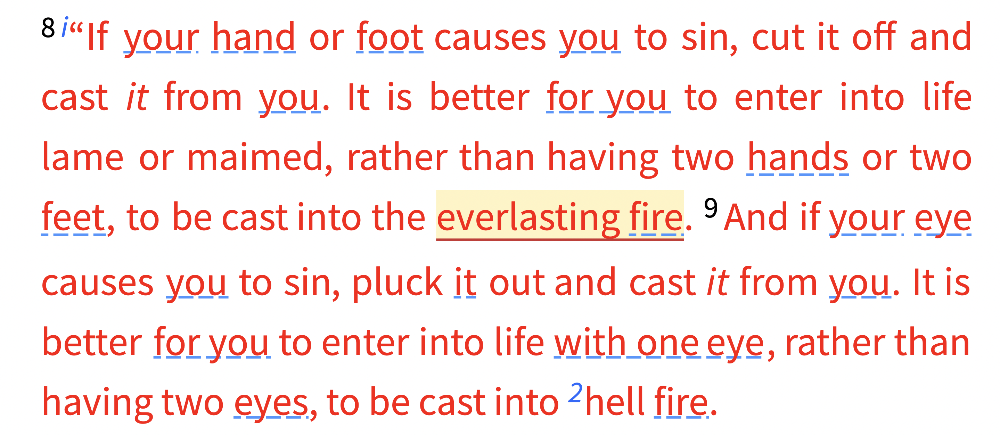 8 i“If your hand or foot causes you to sin, cut it off and
cast it from you. It is better for you to enter into life
lame or maimed, rather than having two hands or two
feet, to be cast into the everlasting fire. 9 And if your eye
causes you to sin, pluck it out and cast it from you. It is
better for you to enter into life with one eye, rather than
having two eyes, to be cast into 2hell fire.